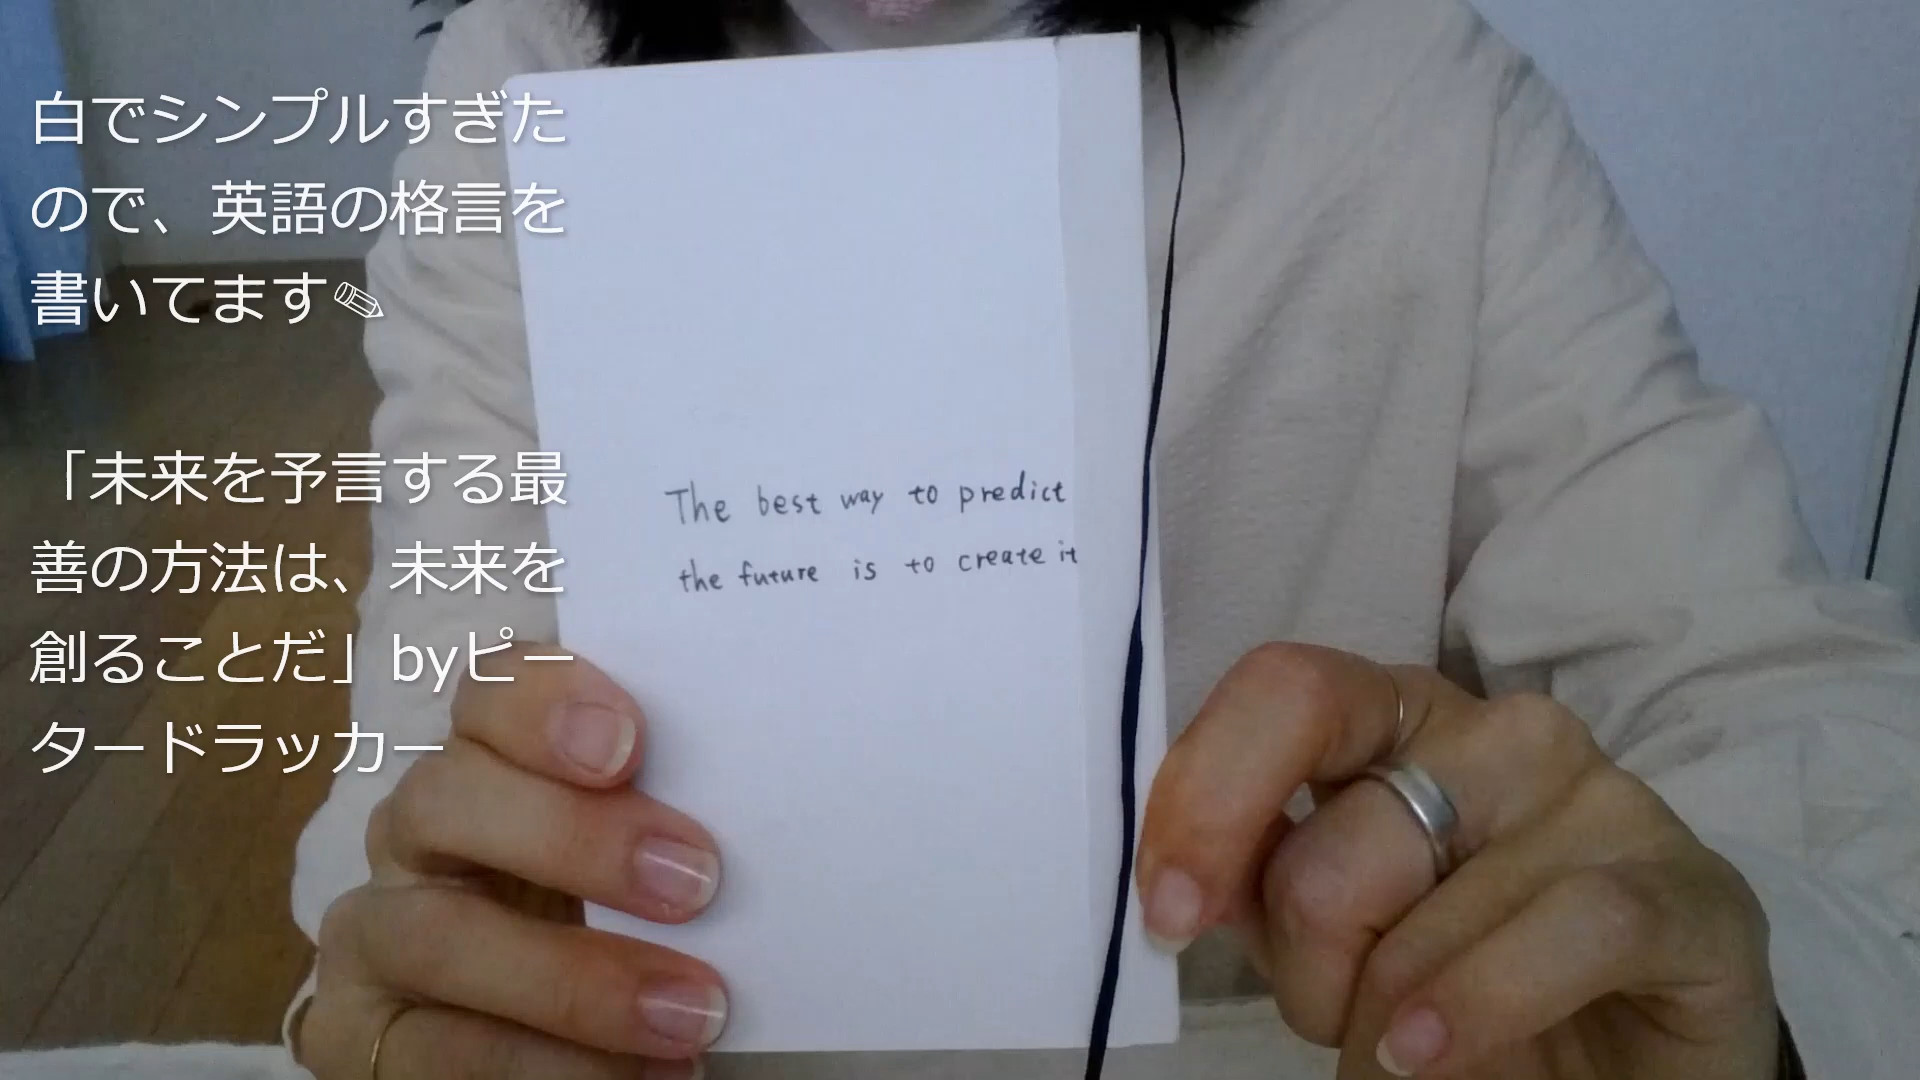 白でシンプルすぎた
ので、英語の格言を
書いてます✏
「未来を予言する最
善の方法は、未来を
創ることだ」byピー
タードラッカー
The best way to predict
the future is to create it